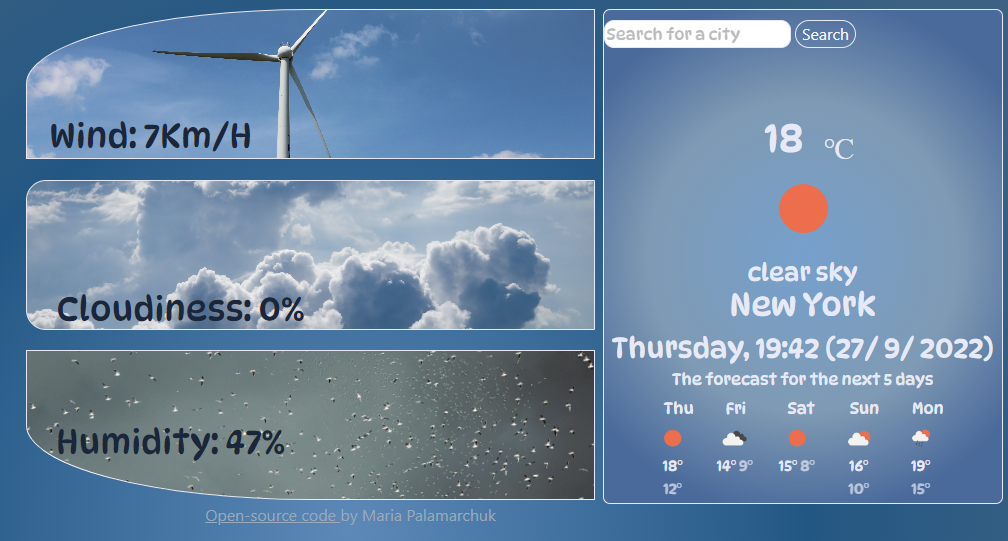 Wind: 7Km/H
Cloudiness: 0%
Humidity: 47%
Open-source code by Maria Palamarchuk
Search for a city Search
18 °C
clear sky
New York
Thursday, 19:42 (27/ 9/ 2022)
The forecast for the next 5 days
Thu Fri Sat Sun Mon
18° 14° 9° 15° 8° 16° 19°
12° 10° 15°